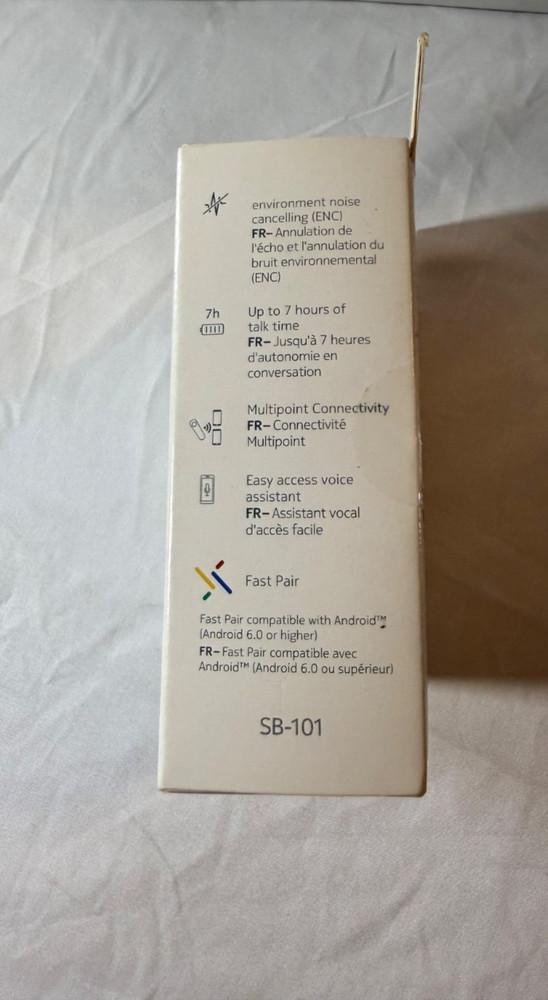 environment noise
cancelling (ENC)
FR– Annulation de
l'écho et l'annulation du
bruit environnemental
(ENC)
7h
Up to 7 hours of
talk time
FR– Jusqu'à 7 heures
d'autonomie en
conversation
Multipoint Connectivity
FR– Connectivité
Multipoint
Easy access voice
assistant
FR– Assistant vocal
d'accès facile
Fast Pair
Fast Pair compatible with Android™
(Android 6.0 or higher)
FR– Fast Pair compatible avec
Android™ (Android 6.0 ou supérieur)
SB-101